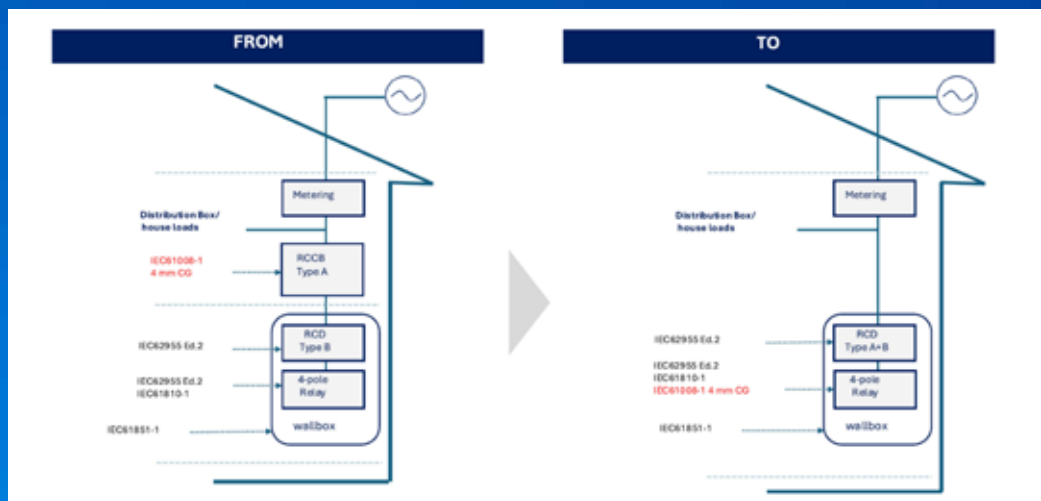 FROM
Metering
Distribution Box/
house loads
IEC61008-1
4 mm CG
RCCB
Type A
IEC62955 Ed.2
RCD
Type B
IEC62955 Ed.2
IEC61810-1
4-pole
Relay
IEC61851-1
wallbox
TO
Metering
Distribution Box/
house loads
IEC62955 Ed.2
RCD
Type A+B
IEC62955 Ed.2
IEC61810-1
IEC61008-1 4 mm CG
4-pole
Relay
IEC61851-1
wallbox